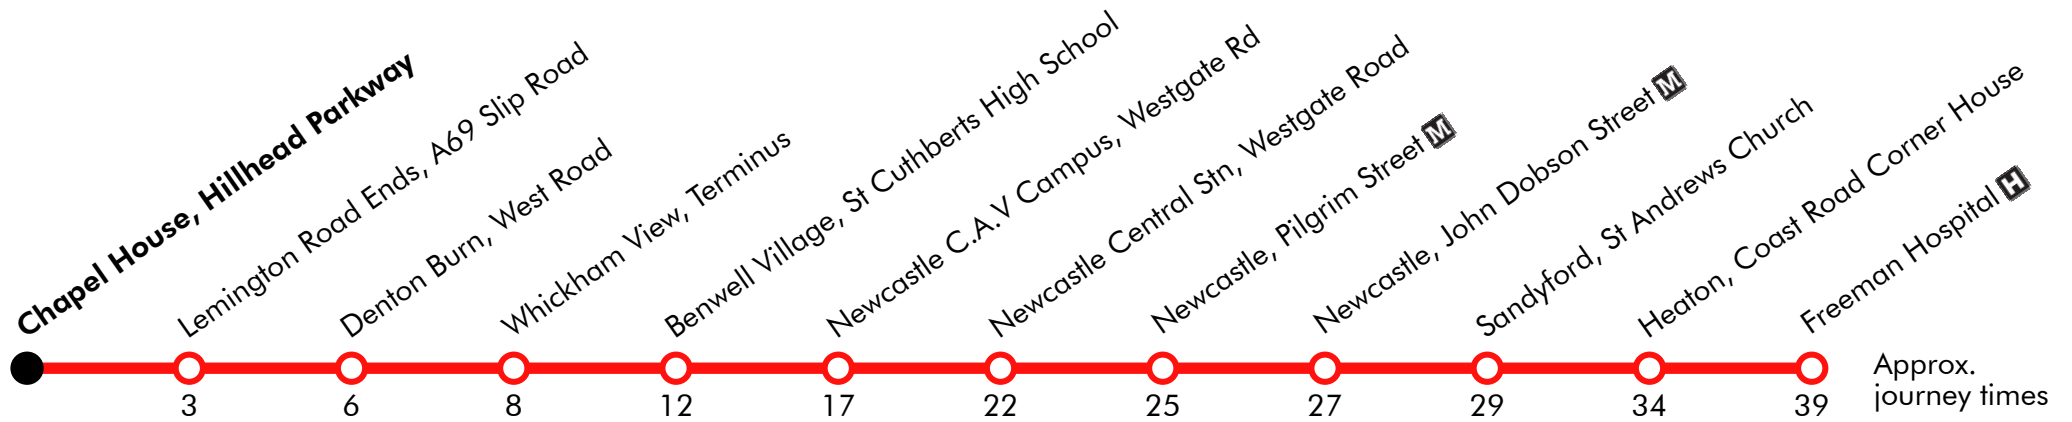 Chapel House, Hillhead Parkway
Lemington Road Ends, A69 Slip Road
Denton Burn, West Road
Whickham View, Terminus
Benwell Village, St Cuthberts High School
Newcastle C.A.V Campus, Westgate Rd
Newcastle Central Stn, Westgate Road
Newcastle, Pilgrim Street M
Newcastle, John Dobson Street M
Sandyford, St Andrews Church
Heaton, Coast Road Corner House
Freeman Hospital H
3 6 8 12 17 22 25 27 29 34 39
Approx.
journey times